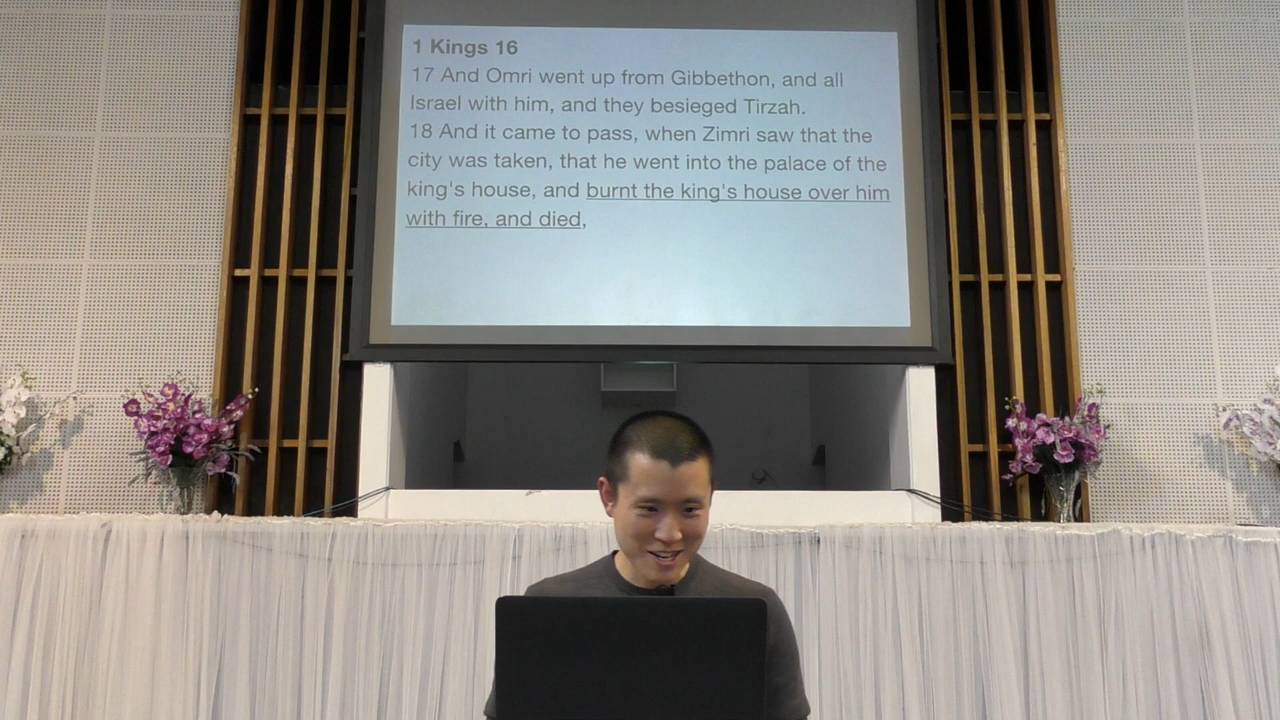 1 Kings 16
17 And Omri went up from Gibbethon, and all
Israel with him, and they besieged Tirzah.
18 And it came to pass, when Zimri saw that the
city was taken, that he went into the palace of the
king's house, and burnt the king's house over him
with fire, and died,